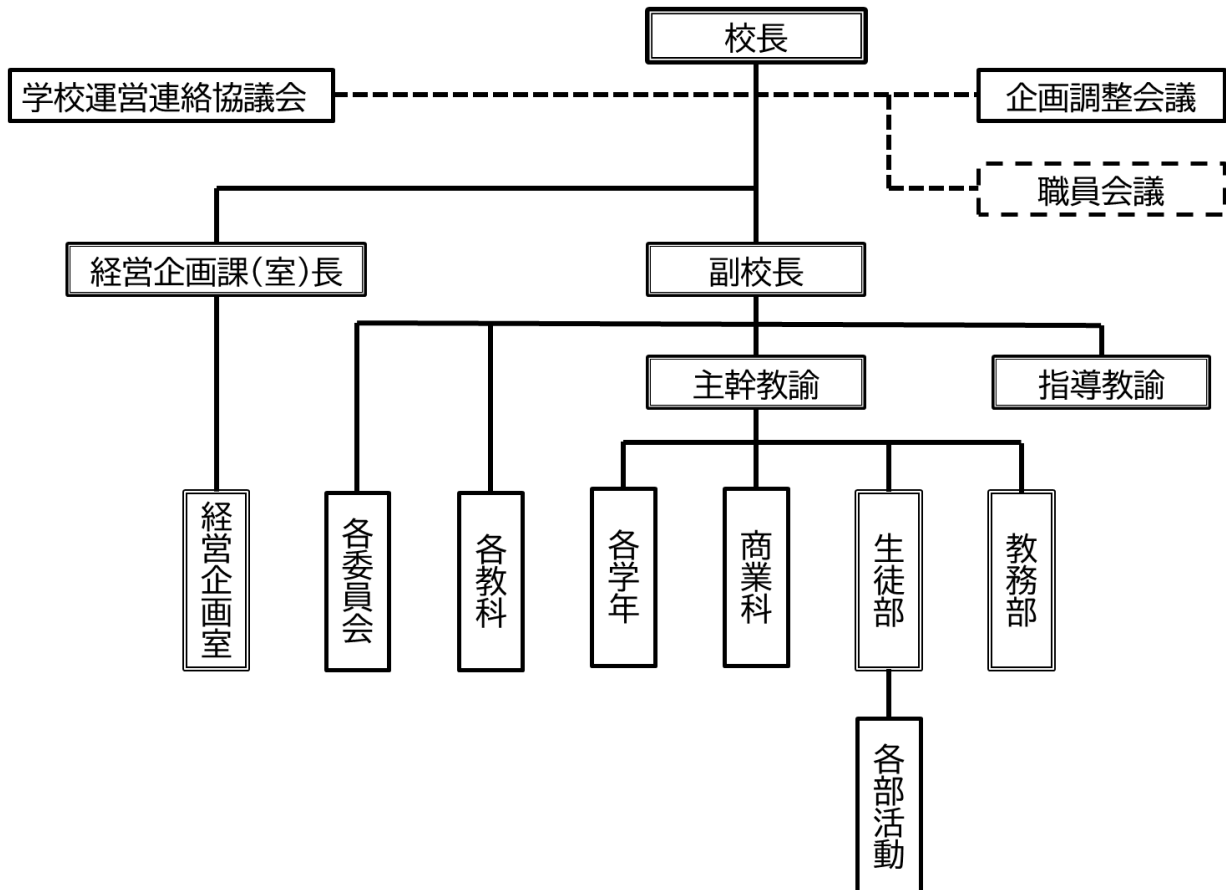 校長
学校運営連絡協議会
企画調整会議
職員会議
経営企画課(室)長
副校長
主幹教諭
指導教諭
経営企画室
各委員会
各教科
各学年
商業科
生徒部
教務部
各部活動